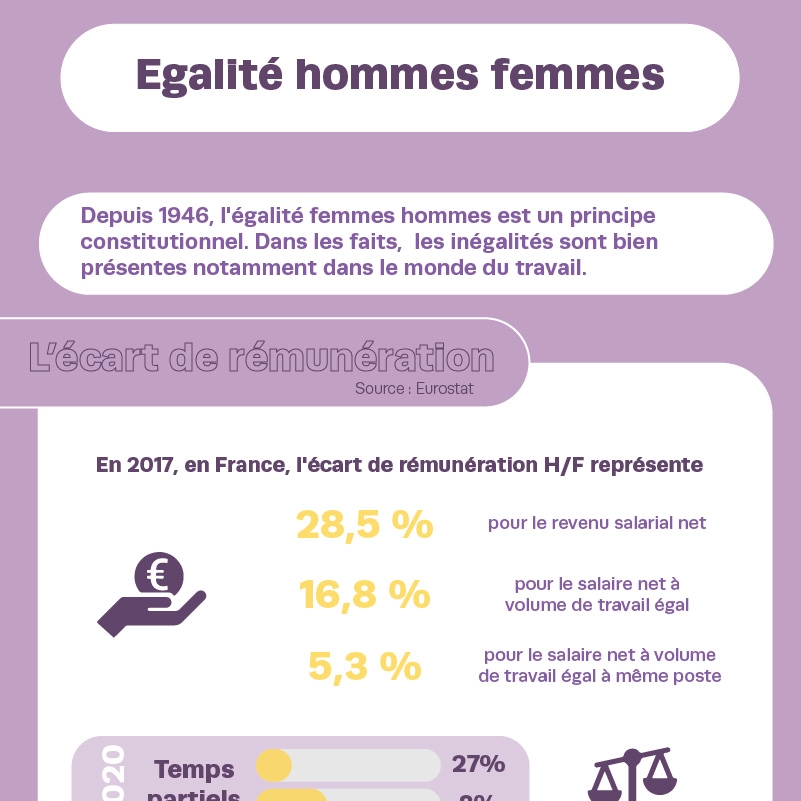 Egalité hommes femmes
Depuis 1946, l'égalité femmes hommes est un principe
constitutionnel. Dans les faits,  les inégalités sont bien
présentes notamment dans le monde du travail.
L'écart de rémunération
Source : Eurostat
En 2017, en France, l'écart de rémunération H/F représente
28,5 %
pour le revenu salarial net
€
16,8 %
pour le salaire net à
volume de travail égal
5,3 %
pour le salaire net à volume
de travail égal à même poste
Temps
partiels
27%